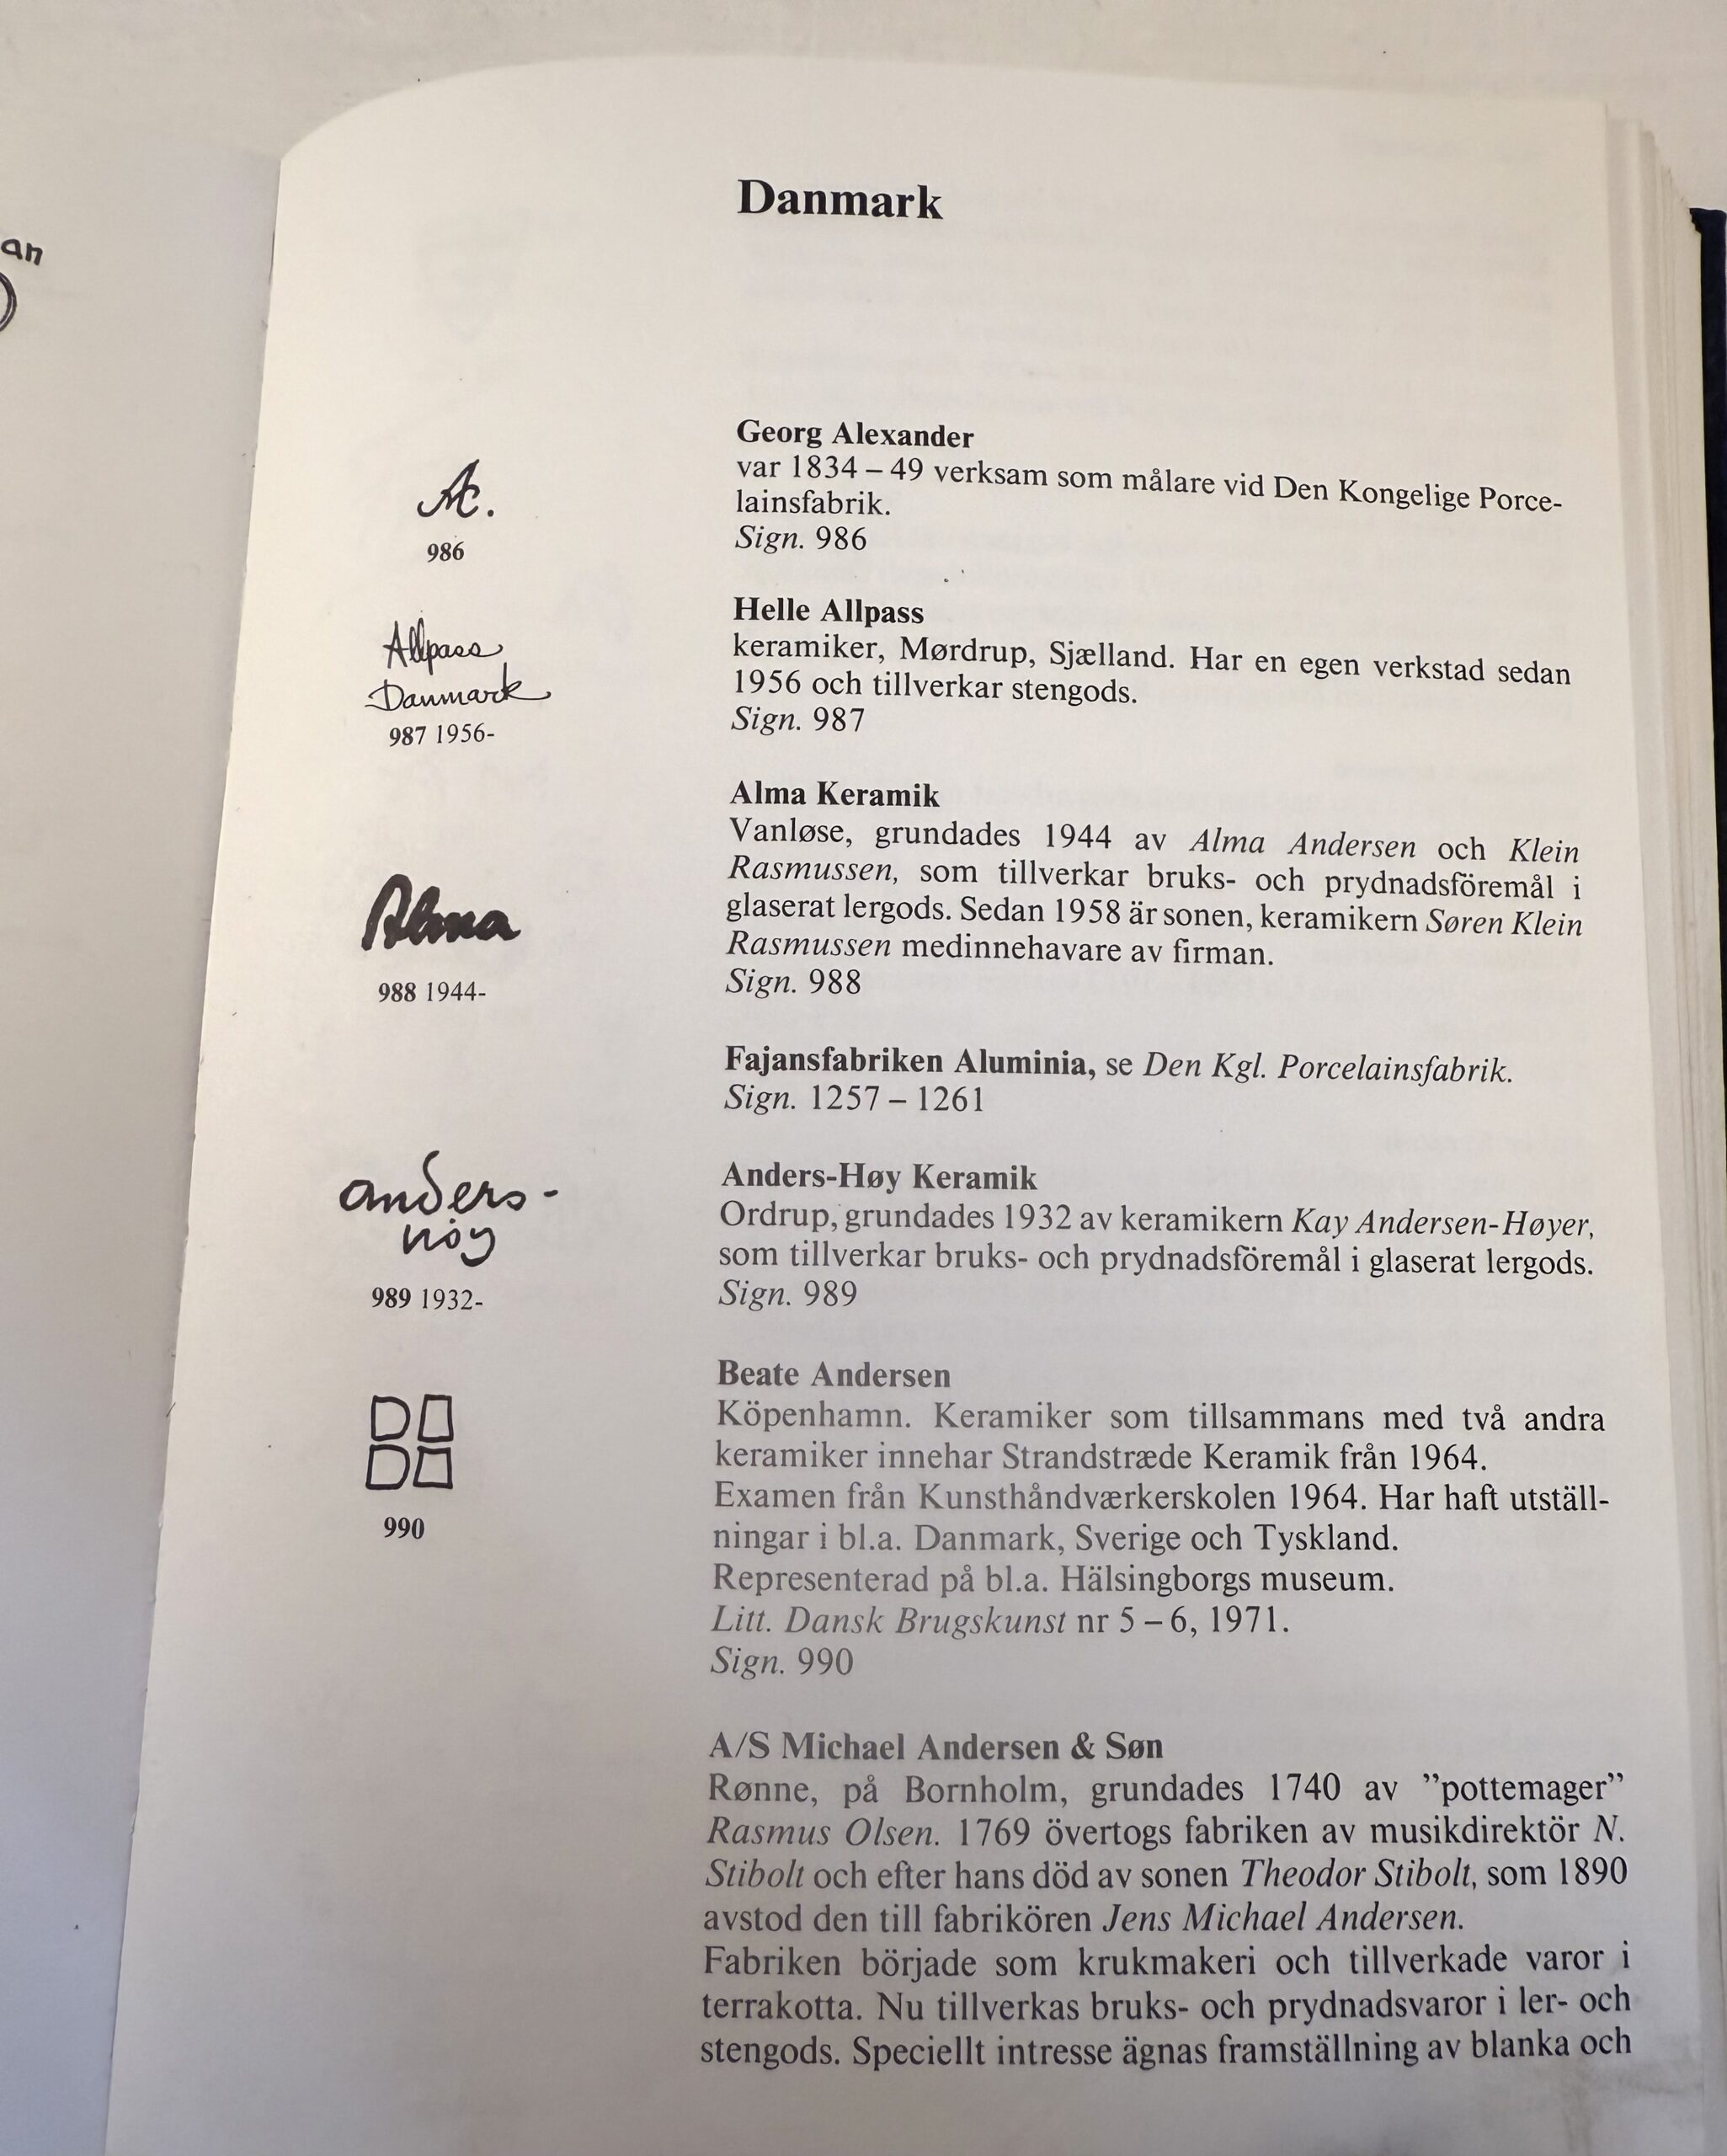 an
Danmark
Georg Alexander
var 1834 – 49 verksam som målare vid Den Kongelige Porce-
lainsfabrik.
Sign. 986
986
Helle Allpass
keramiker, Mørdrup, Sjælland. Har en egen verkstad sedan
1956 och tillverkar stengods.
Sign. 987
Allpass
Danmark
987 1956-
Alma Keramik
Vanløse, grundades 1944 av Alma Andersen och Klein
Rasmussen, som tillverkar bruks- och prydnadsföremål i
glaserat lergods. Sedan 1958 är sonen, keramikern Søren Klein
Rasmussen medinnehavare av firman.
Sign. 988
Alma
988 1944-
Fajansfabriken Aluminia, se Den Kgl. Porcelainsfabrik.
Sign. 1257 – 1261
Anders-Høy Keramik
Ordrup, grundades 1932 av keramikern Kay Andersen-Høyer,
som tillverkar bruks- och prydnadsföremål i glaserat lergods.
Sign. 989
anders-
høy
989 1932-
Beate Andersen
Köpenhamn. Keramiker som tillsammans med två andra
keramiker innehar Strandstræde Keramik från 1964.
Examen från Kunsthåndværkerskolen 1964. Har haft utställ-
ningar i bl.a. Danmark, Sverige och Tyskland.
Representerad på bl.a. Hälsingborgs museum.
Litt. Dansk Brugskunst nr 5 – 6, 1971.
Sign. 990
990
A/S Michael Andersen & Søn
Rønne, på Bornholm, grundades 1740 av ”pottemager”
Rasmus Olsen. 1769 övertogs fabriken av musikdirektör N.
Stibolt och efter hans död av sonen Theodor Stibolt, som 1890
avstod den till fabrikören Jens Michael Andersen.
Fabriken började som krukmakeri och tillverkade varor i
terrakotta. Nu tillverkas bruks- och prydnadsvaror i ler- och
stengods. Speciellt intresse ägnas framställning av blanka och